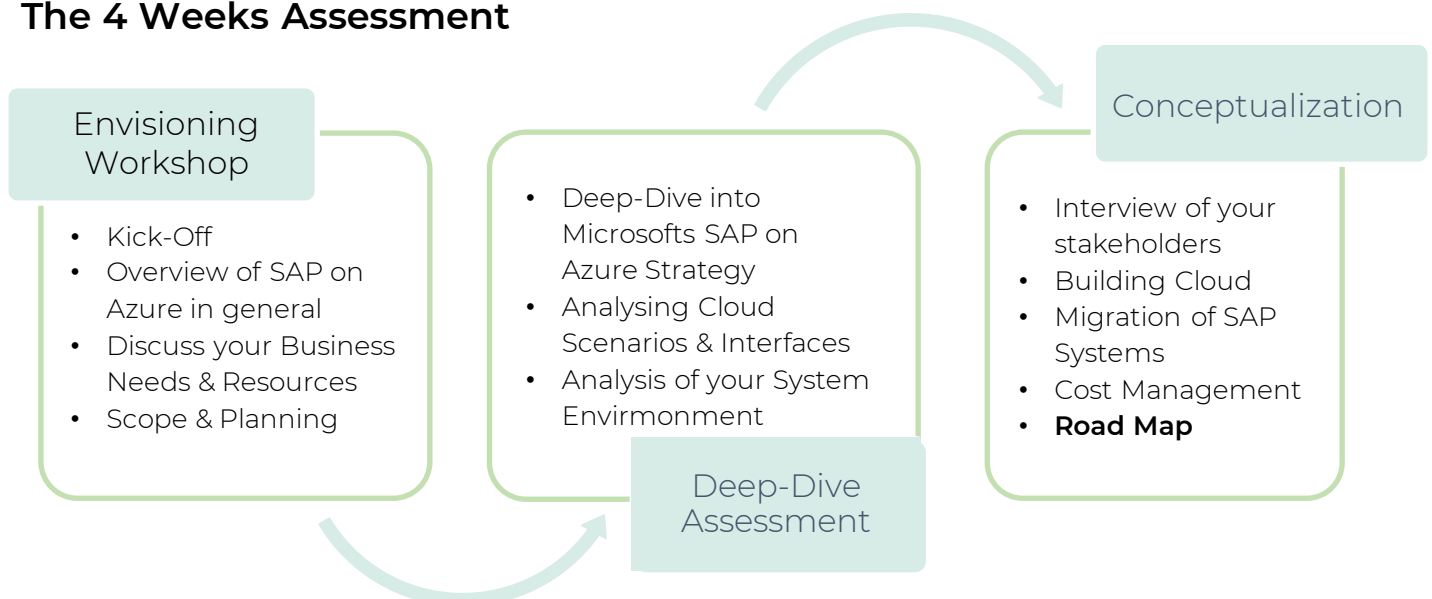 The 4 Weeks Assessment
Envisioning
Workshop
• Kick-Off
• Overview of SAP on
Azure in general
• Discuss your Business
Needs & Resources
• Scope & Planning
• Deep-Dive into
Microsofts SAP on
Azure Strategy
• Analysing Cloud
Scenarios & Interfaces
• Analysis of your System
Envirmonment
Deep-Dive
Assessment
Conceptualization
• Interview of your
stakeholders
• Building Cloud
• Migration of SAP
Systems
• Cost Management
• Road Map